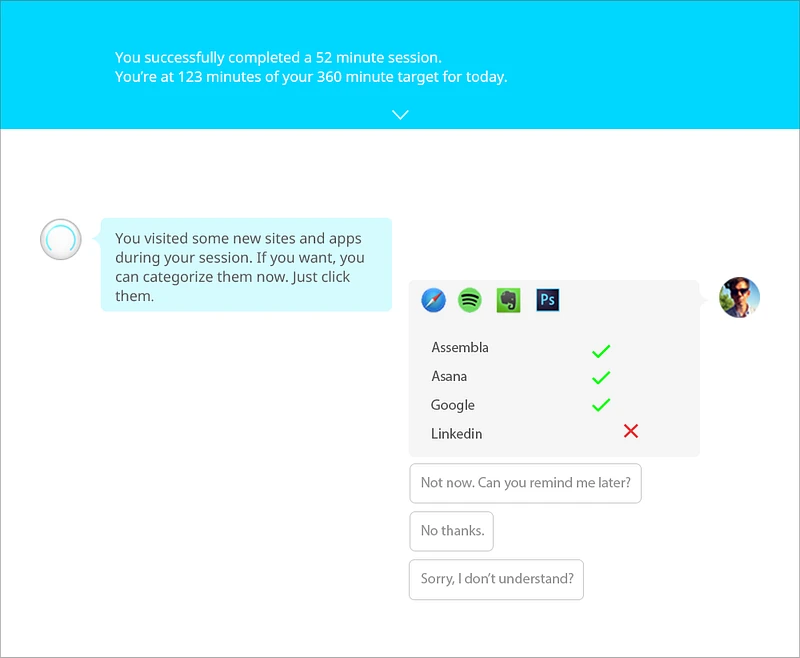 You successfully completed a 52 minute session.
You're at 123 minutes of your 360 minute target for today.
You visited some new sites and apps
during your session. If you want, you
can categorize them now. Just click
them.
Ps
Assembla
Asana
Google
Linkedin
Not now. Can you remind me later?
No thanks.
Sorry, I don't understand?